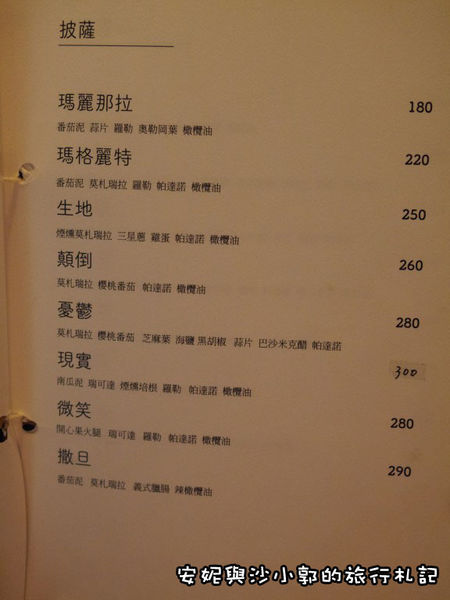 披薩
瑪麗那拉 180
番茄泥 蒜片 羅勒 奧勒岡葉 橄欖油
瑪格麗特 220
番茄泥 莫札瑞拉 羅勒 帕達諾 橄欖油
生地 250
煙燻莫札瑞拉 三星蔥 雞蛋 帕達諾 橄欖油
顛倒 260
莫札瑞拉 櫻桃番茄 帕達諾 橄欖油
憂鬱 280
莫札瑞拉 櫻桃番茄 芝麻葉 海鹽 黑胡椒 蒜片 巴沙米克醋 帕達諾
現實 300
南瓜泥 瑞可達 煙燻培根 羅勒 帕達諾 橄欖油
微笑 280
開心果火腿 瑞可達 羅勒 帕達諾 橄欖油
撒旦 290
番茄泥 莫札瑞拉 義式臘腸 辣橄欖油
安妮與沙小郭的旅行札記